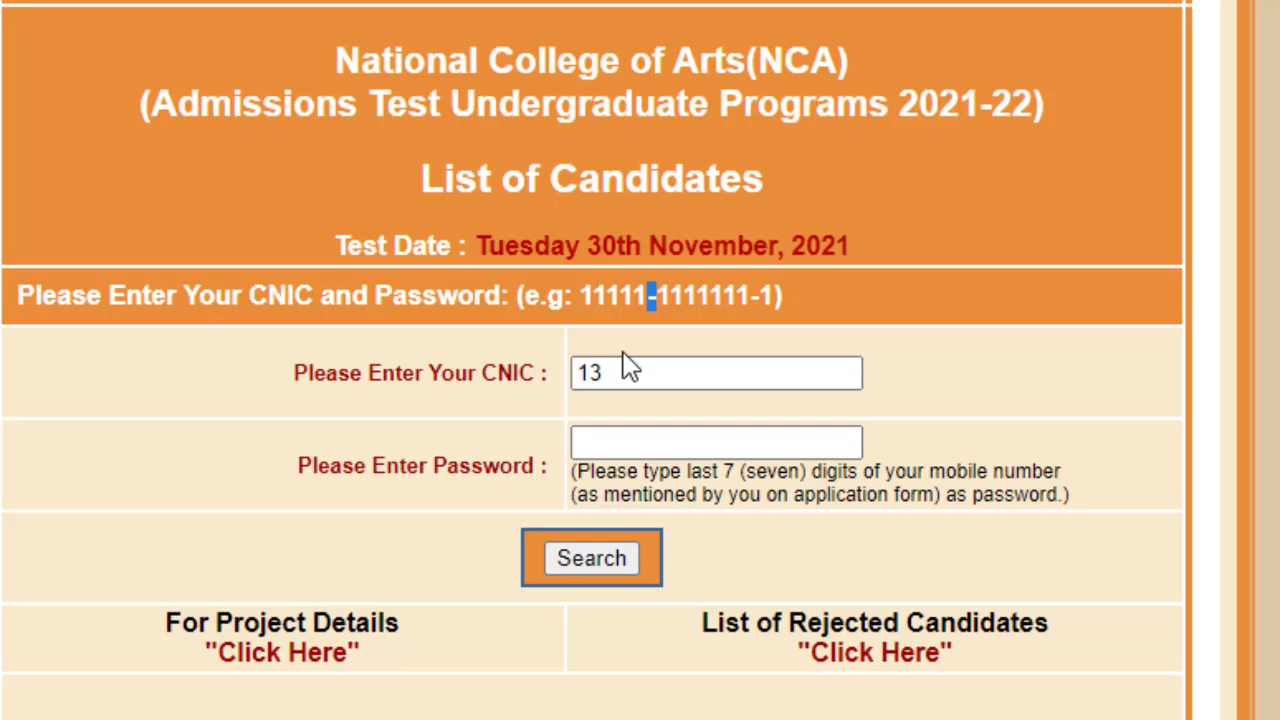 National College of Arts(NCA)
(Admissions Test Undergraduate Programs 2021-22)
List of Candidates
Test Date : Tuesday 30th November, 2021
Please Enter Your CNIC and Password: (e.g: 11111-1111111-1)
Please Enter Your CNIC : 13
Please Enter Password :
(Please type last 7 (seven) digits of your mobile number
(as mentioned by you on application form) as password.)
Search
For Project Details
"Click Here"
List of Rejected Candidates
"Click Here"